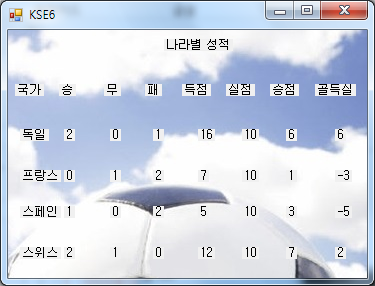 KSE6
나라별 성적
국가 승 무 패 득점 실점 승점 골득실
독일 2 0 1 16 10 6 6
프랑스 0 1 2 7 10 1 -3
스페인 1 0 2 5 10 3 -5
스위스 2 1 0 12 10 7 2